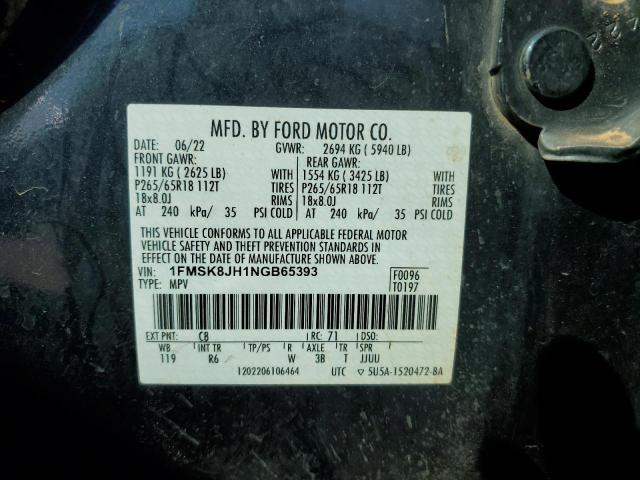 MFD. BY FORD MOTOR CO.
DATE: 06/22 GVWR: 2694 KG ( 5940 LB)
FRONT GAWR: REAR GAWR:
1191 KG ( 2625 LB) WITH 1554 KG ( 3425 LB) WITH
P265/65R18 112T TIRES P265/65R18 112T TIRES
18x8.0J RIMS 18x8.0J RIMS
AT 240 kPa/ 35 PSI COLD AT 240 kPa/ 35 PSI COLD
THIS VEHICLE CONFORMS TO ALL APPLICABLE FEDERAL MOTOR
VEHICLE SAFETY AND THEFT PREVENTION STANDARDS IN
EFFECT ON THE DATE OF MANUFACTURE SHOWN ABOVE.
VIN: 1FMSK8JH1NGB65393 F0096
TYPE: MPV T0197
EXT PNT: CB RC: 71 DSO:
WB INT TR TP/PS R AXLE TR SPR
119 R6 W 3B T JJUU
1202206106464 UTC ▽ 5U5A-1520472-BA
22